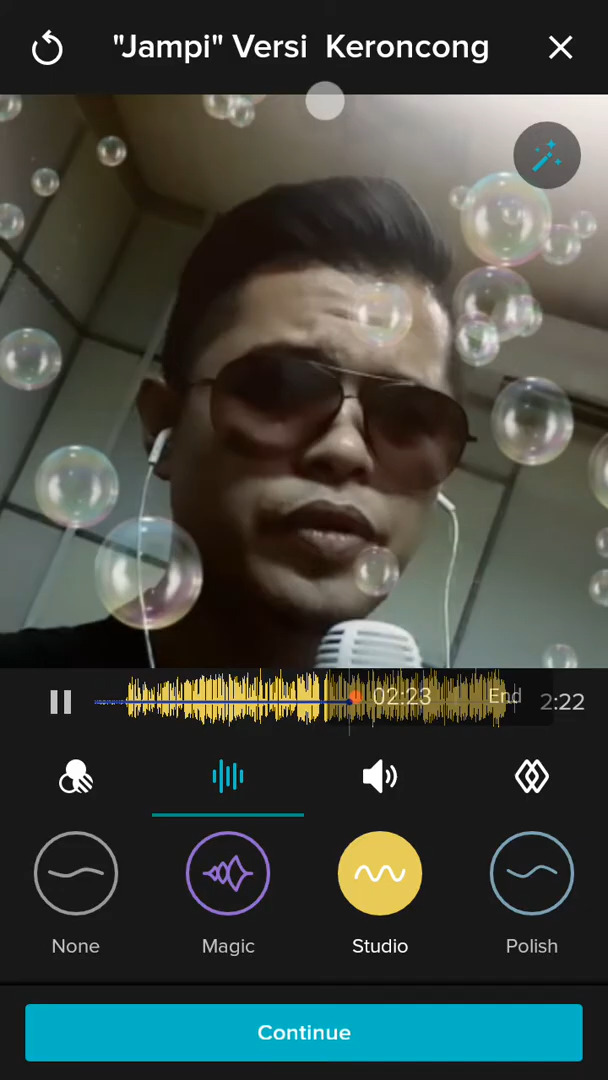 "Jampi" Versi  Keroncong
02:23
End
2:22
None
Magic
Studio
Polish
Continue